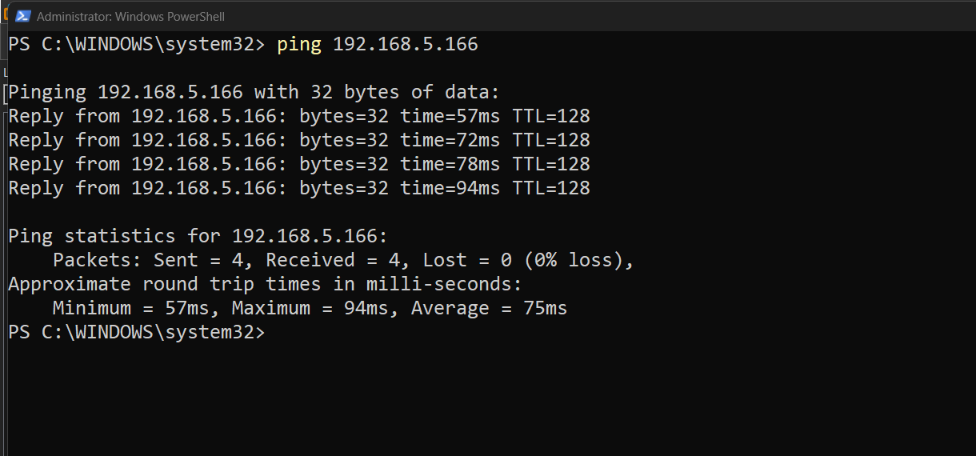 Administrator: Windows PowerShell
PS C:\WINDOWS\system32> ping 192.168.5.166
Pinging 192.168.5.166 with 32 bytes of data:
Reply from 192.168.5.166: bytes=32 time=57ms TTL=128
Reply from 192.168.5.166: bytes=32 time=72ms TTL=128
Reply from 192.168.5.166: bytes=32 time=78ms TTL=128
Reply from 192.168.5.166: bytes=32 time=94ms TTL=128
Ping statistics for 192.168.5.166:
    Packets: Sent = 4, Received = 4, Lost = 0 (0% loss),
Approximate round trip times in milli-seconds:
    Minimum = 57ms, Maximum = 94ms, Average = 75ms
PS C:\WINDOWS\system32>